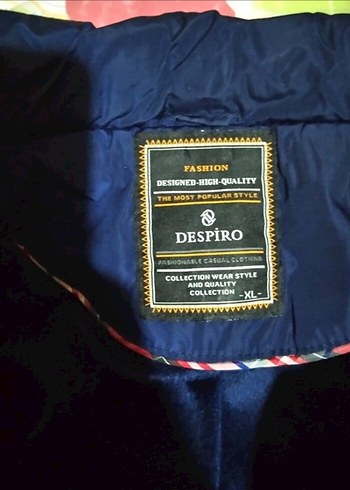 FASHION
DESIGNED-HIGH-QUALITY
THE MOST POPULAR STYLE
DESPİRO
FASHIONABLE CASUAL CLOTHING
COLLECTION WEAR STYLE
AND QUALITY
COLLECTION -XL-